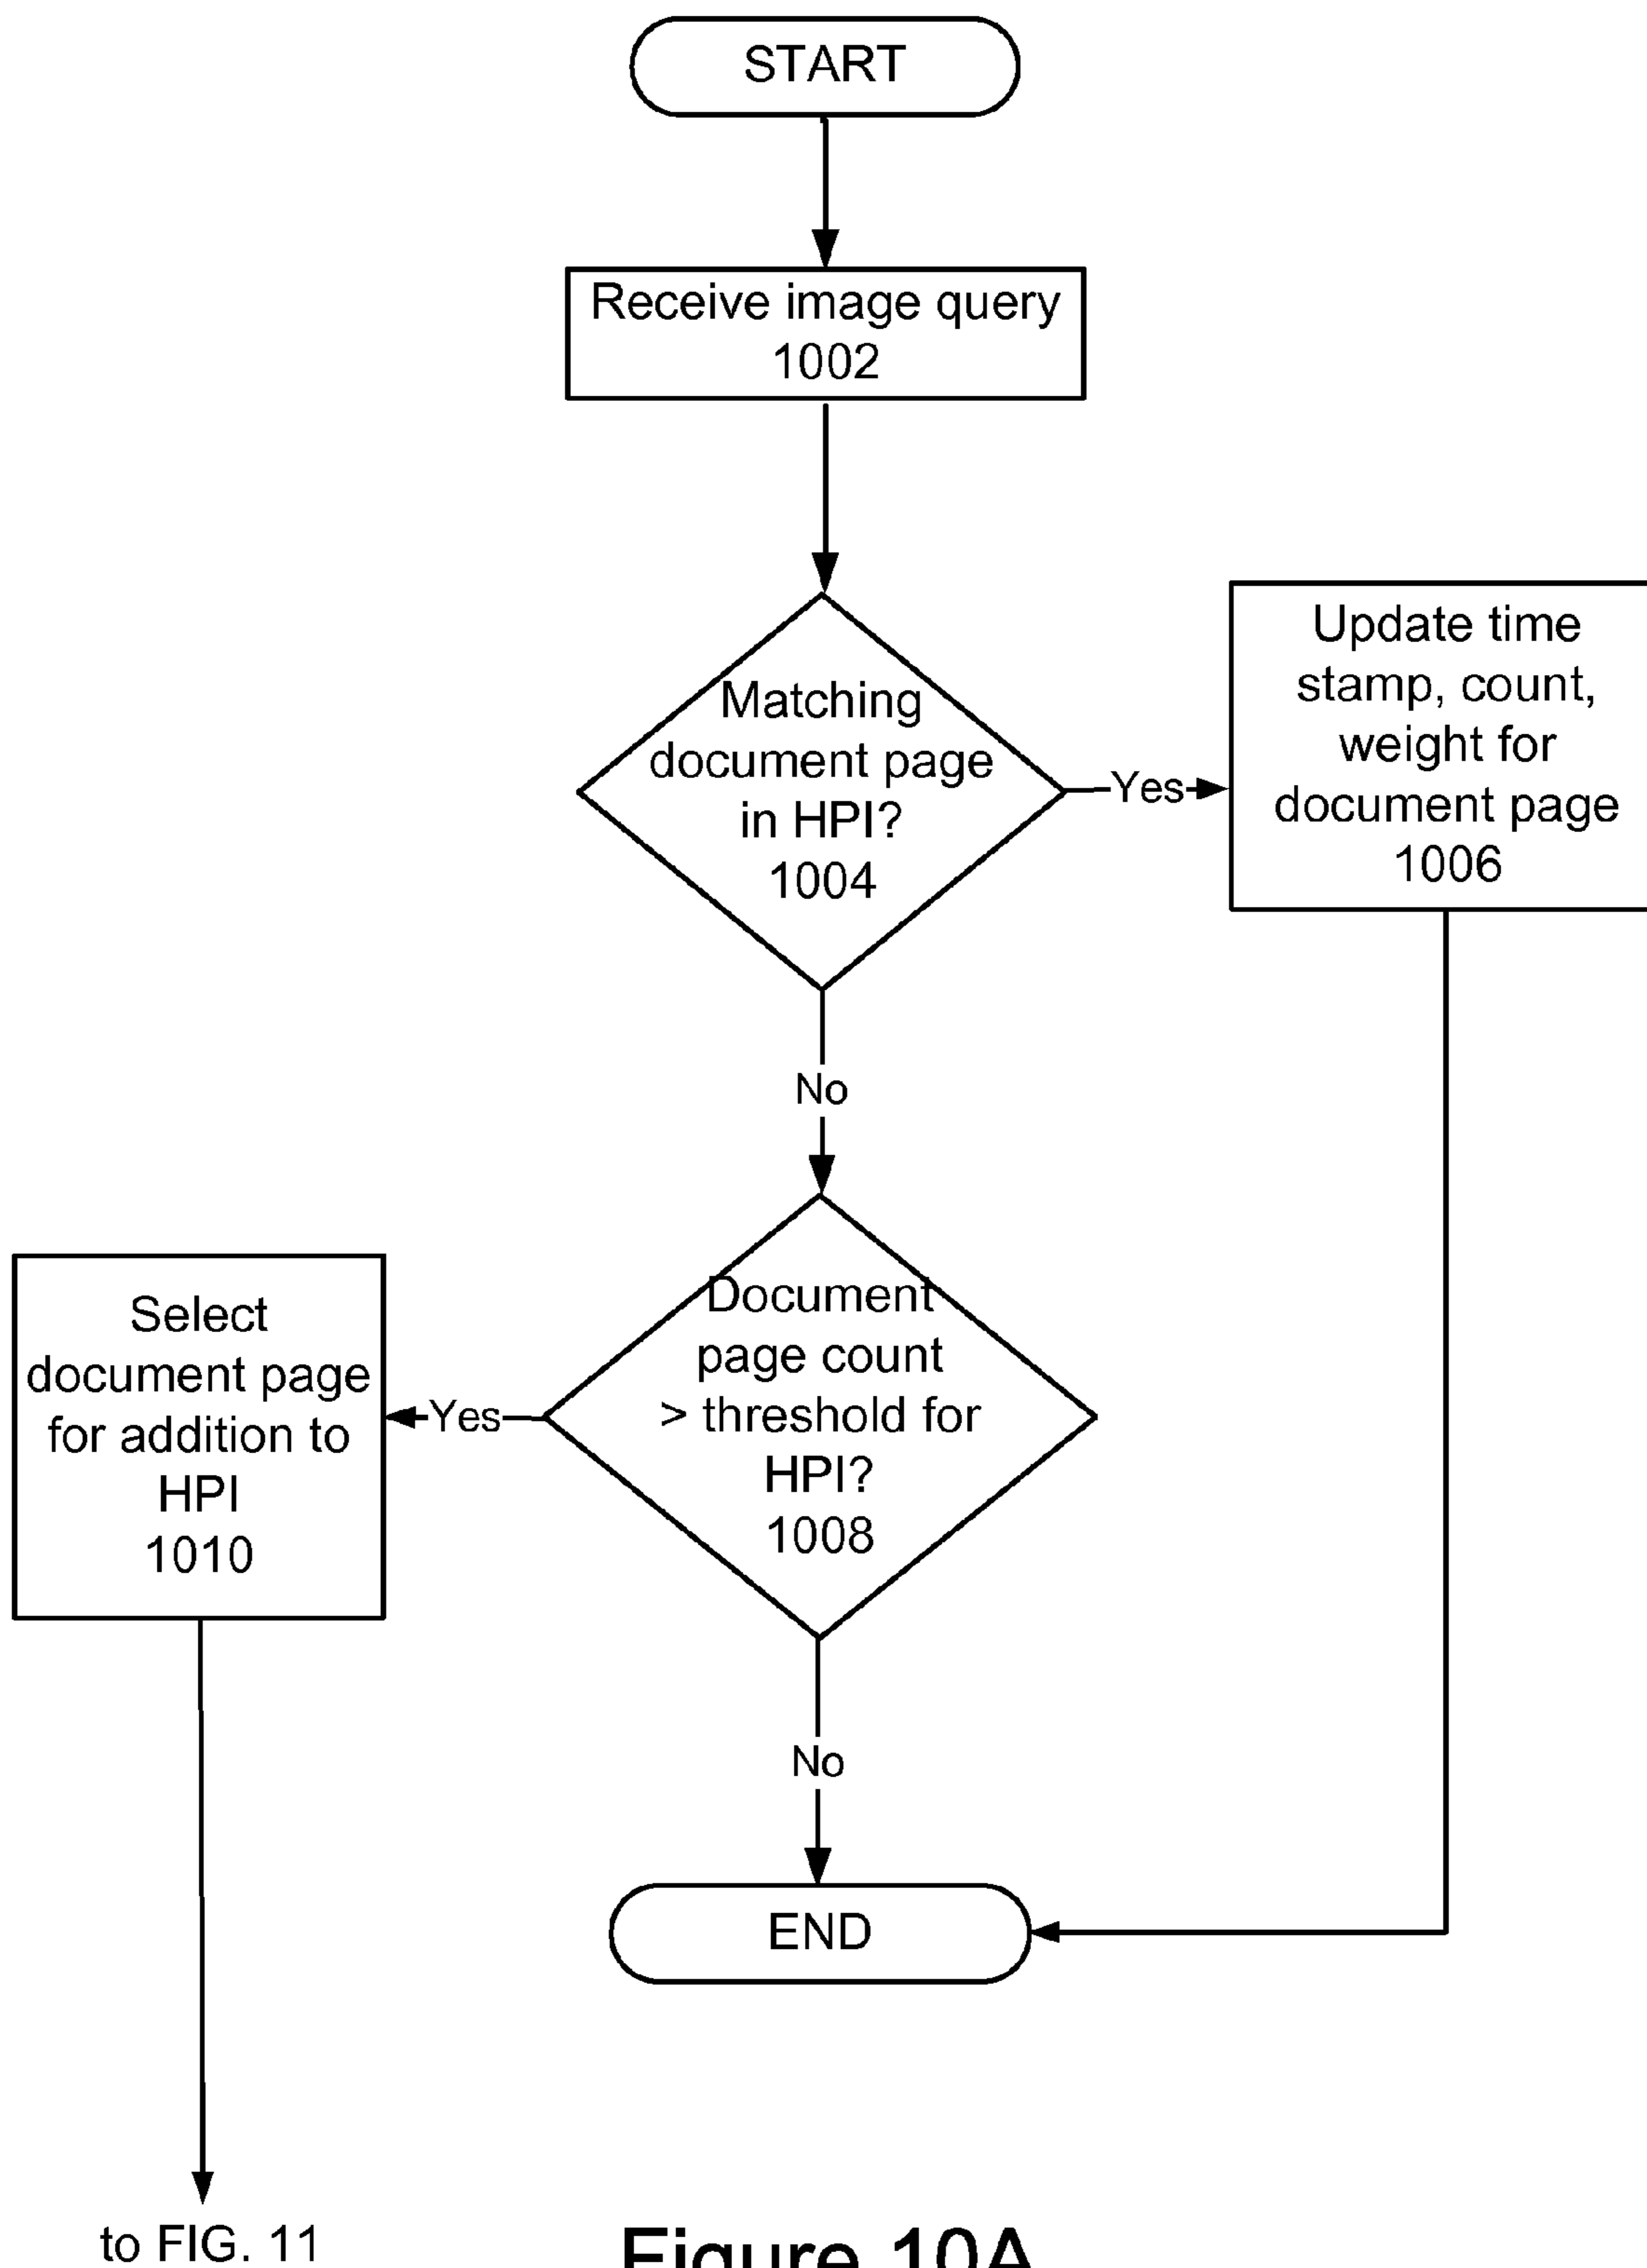 START
Receive image query
1002
Matching
document page
in HPI?
1004
Yes
Update time
stamp, count,
weight for
document page
1006
No
Document
page count
> threshold for
HPI?
1008
Yes
Select
document page
for addition to
HPI
1010
No
END
to FIG. 11
Figure 10A